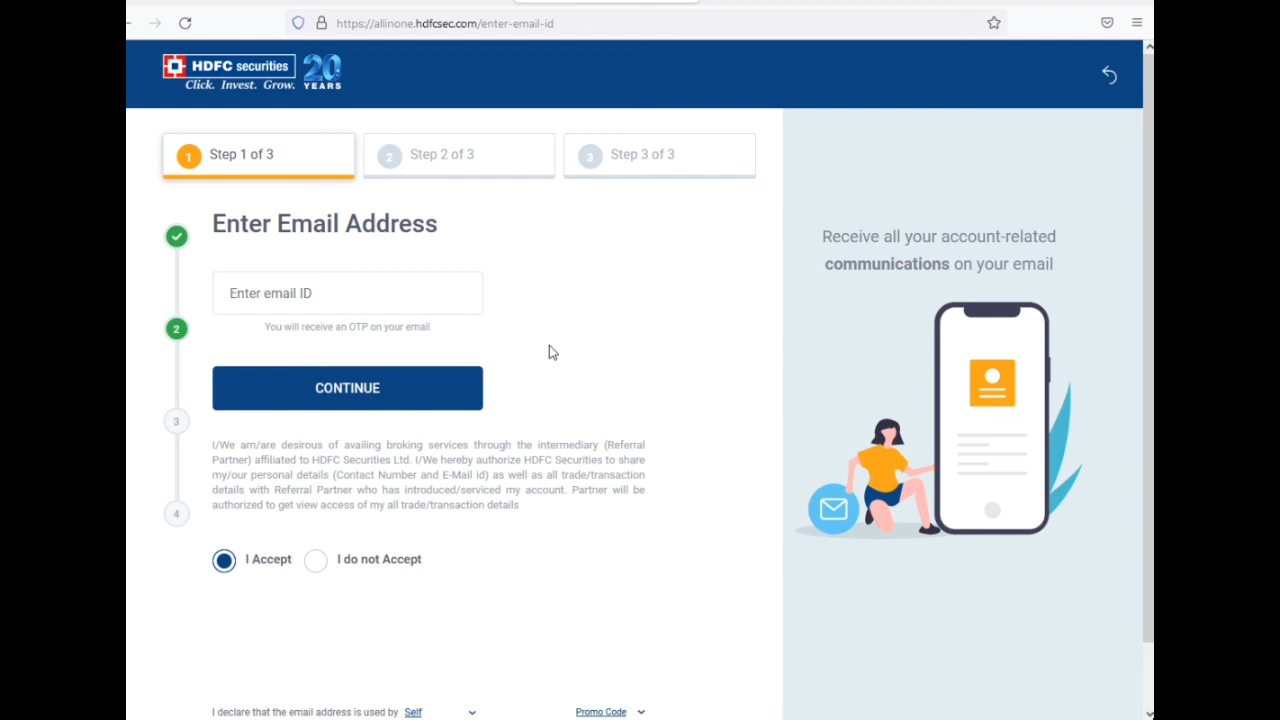 https://allinone.hdfcsec.com/enter-email-id
HDFC securities
Click. Invest. Grow.
20
YEARS
1 Step 1 of 3
2 Step 2 of 3
3 Step 3 of 3
Enter Email Address
Enter email ID
You will receive an OTP on your email
2
CONTINUE
3
I/We am/are desirous of availing broking services through the intermediary (Referral
Partner) affiliated to HDFC Securities Ltd. I/We hereby authorize HDFC Securities to share
my/our personal details (Contact Number and E-Mail id) as well as all trade/transaction
details with Referral Partner who has introduced/serviced my account. Partner will be
authorized to get view access of my all trade/transaction details
4
I Accept
I do not Accept
I declare that the email address is used by Self
Promo Code
Receive all your account-related
communications on your email